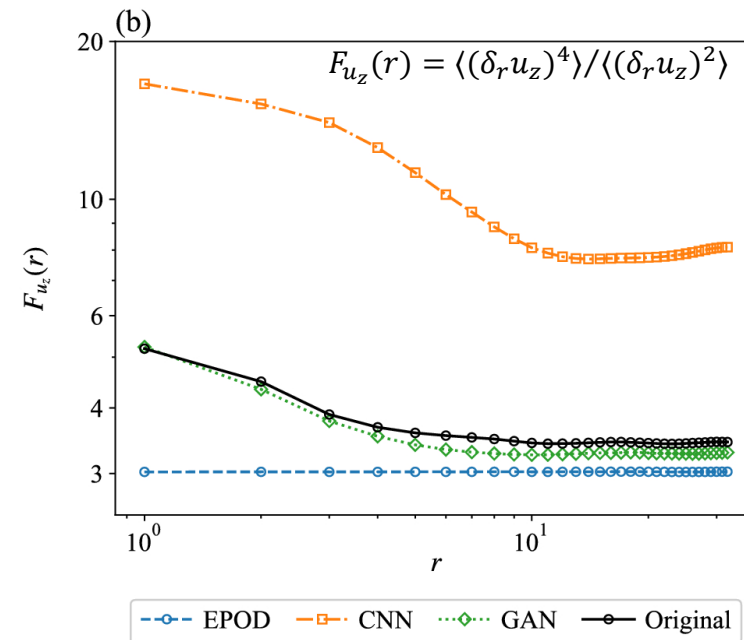 (b)
F_{u_z}(r) = ⟨(δ_r u_z)^4⟩/⟨(δ_r u_z)^2⟩
20
10
6
4
3
F_{u_z}(r)
10^0
10^1
r
EPOD CNN GAN Original